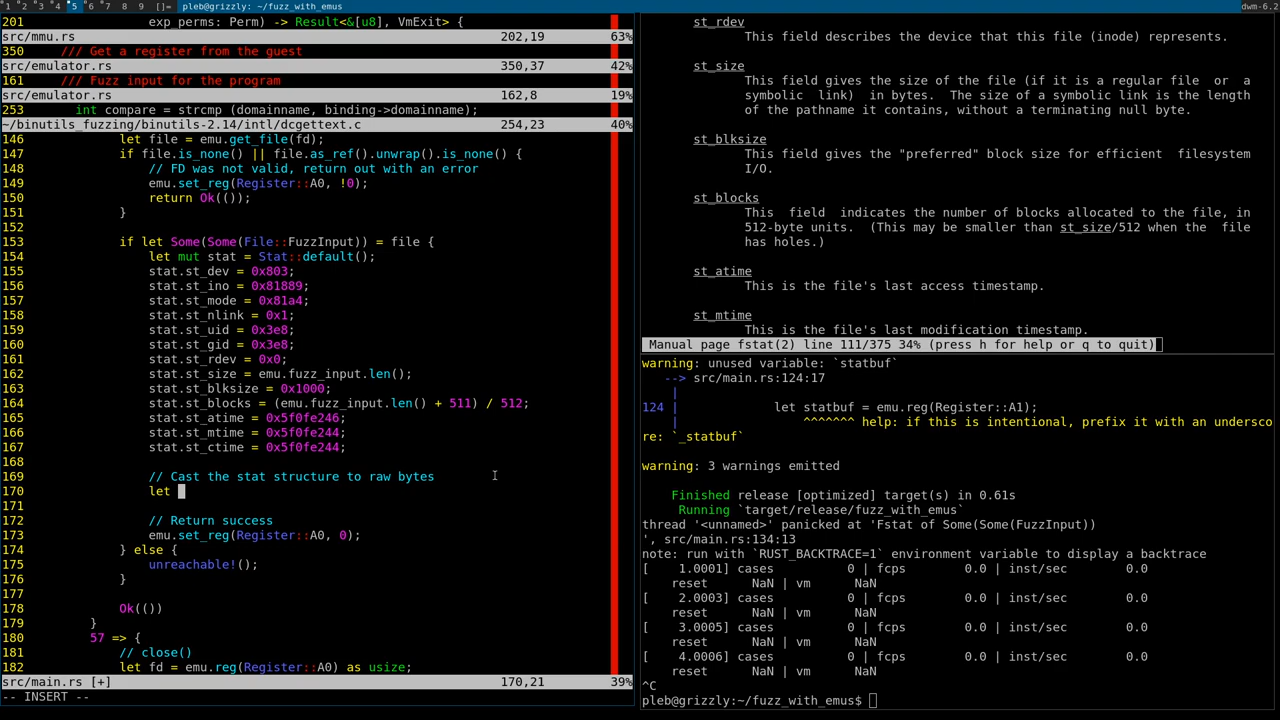 1 2 3 4 5 6 7 8 9 []= pleb@grizzly: ~/fuzz_with_emus dwm-6.2
201 exp_perms: Perm) -> Result<&[u8], VmExit> {
src/mmu.rs 202,19 63%
350 /// Get a register from the guest
src/emulator.rs 350,37 42%
161 /// Fuzz input for the program
src/emulator.rs 162,8 19%
253 int compare = strcmp (domainname, binding->domainname);
~/binutils_fuzzing/binutils-2.14/intl/dcgettext.c 254,23 40%
146 let file = emu.get_file(fd);
147 if file.is_none() || file.as_ref().unwrap().is_none() {
148 // FD was not valid, return out with an error
149 emu.set_reg(Register::A0, !0);
150 return Ok(());
151 }
152
153 if let Some(Some(File::FuzzInput)) = file {
154 let mut stat = Stat::default();
155 stat.st_dev = 0x803;
156 stat.st_ino = 0x81889;
157 stat.st_mode = 0x81a4;
158 stat.st_nlink = 0x1;
159 stat.st_uid = 0x3e8;
160 stat.st_gid = 0x3e8;
161 stat.st_rdev = 0x0;
162 stat.st_size = emu.fuzz_input.len();
163 stat.st_blksize = 0x1000;
164 stat.st_blocks = (emu.fuzz_input.len() + 511) / 512;
165 stat.st_atime = 0x5f0fe246;
166 stat.st_mtime = 0x5f0fe244;
167 stat.st_ctime = 0x5f0fe244;
168
169 // Cast the stat structure to raw bytes
170 let
171
172 // Return success
173 emu.set_reg(Register::A0, 0);
174 } else {
175 unreachable!();
176 }
177
178 Ok(())
179 }
180 57 => {
181 // close()
182 let fd = emu.reg(Register::A0) as usize;
src/main.rs [+] 170,21 39%
-- INSERT --
st_rdev
This field describes the device that this file (inode) represents.
st_size
This field gives the size of the file (if it is a regular file or a
symbolic link) in bytes. The size of a symbolic link is the length
of the pathname it contains, without a terminating null byte.
st_blksize
This field gives the "preferred" block size for efficient filesystem
I/O.
st_blocks
This field indicates the number of blocks allocated to the file, in
512-byte units. (This may be smaller than st_size/512 when the file
has holes.)
st_atime
This is the file's last access timestamp.
st_mtime
This is the file's last modification timestamp.
Manual page fstat(2) line 111/375 34% (press h for help or q to quit)
warning: unused variable: `statbuf`
--> src/main.rs:124:17
|
124 | let statbuf = emu.reg(Register::A1);
| ^^^^^^^ help: if this is intentional, prefix it with an undersco
re: `_statbuf`
warning: 3 warnings emitted
Finished release [optimized] target(s) in 0.61s
Running `target/release/fuzz_with_emus`
thread '<unnamed>' panicked at 'Fstat of Some(Some(FuzzInput))
', src/main.rs:134:13
note: run with `RUST_BACKTRACE=1` environment variable to display a backtrace
[ 1.0001] cases 0 | fcps 0.0 | inst/sec 0.0
reset NaN | vm NaN
[ 2.0003] cases 0 | fcps 0.0 | inst/sec 0.0
reset NaN | vm NaN
[ 3.0005] cases 0 | fcps 0.0 | inst/sec 0.0
reset NaN | vm NaN
[ 4.0006] cases 0 | fcps 0.0 | inst/sec 0.0
reset NaN | vm NaN
^C
pleb@grizzly:~/fuzz_with_emus$